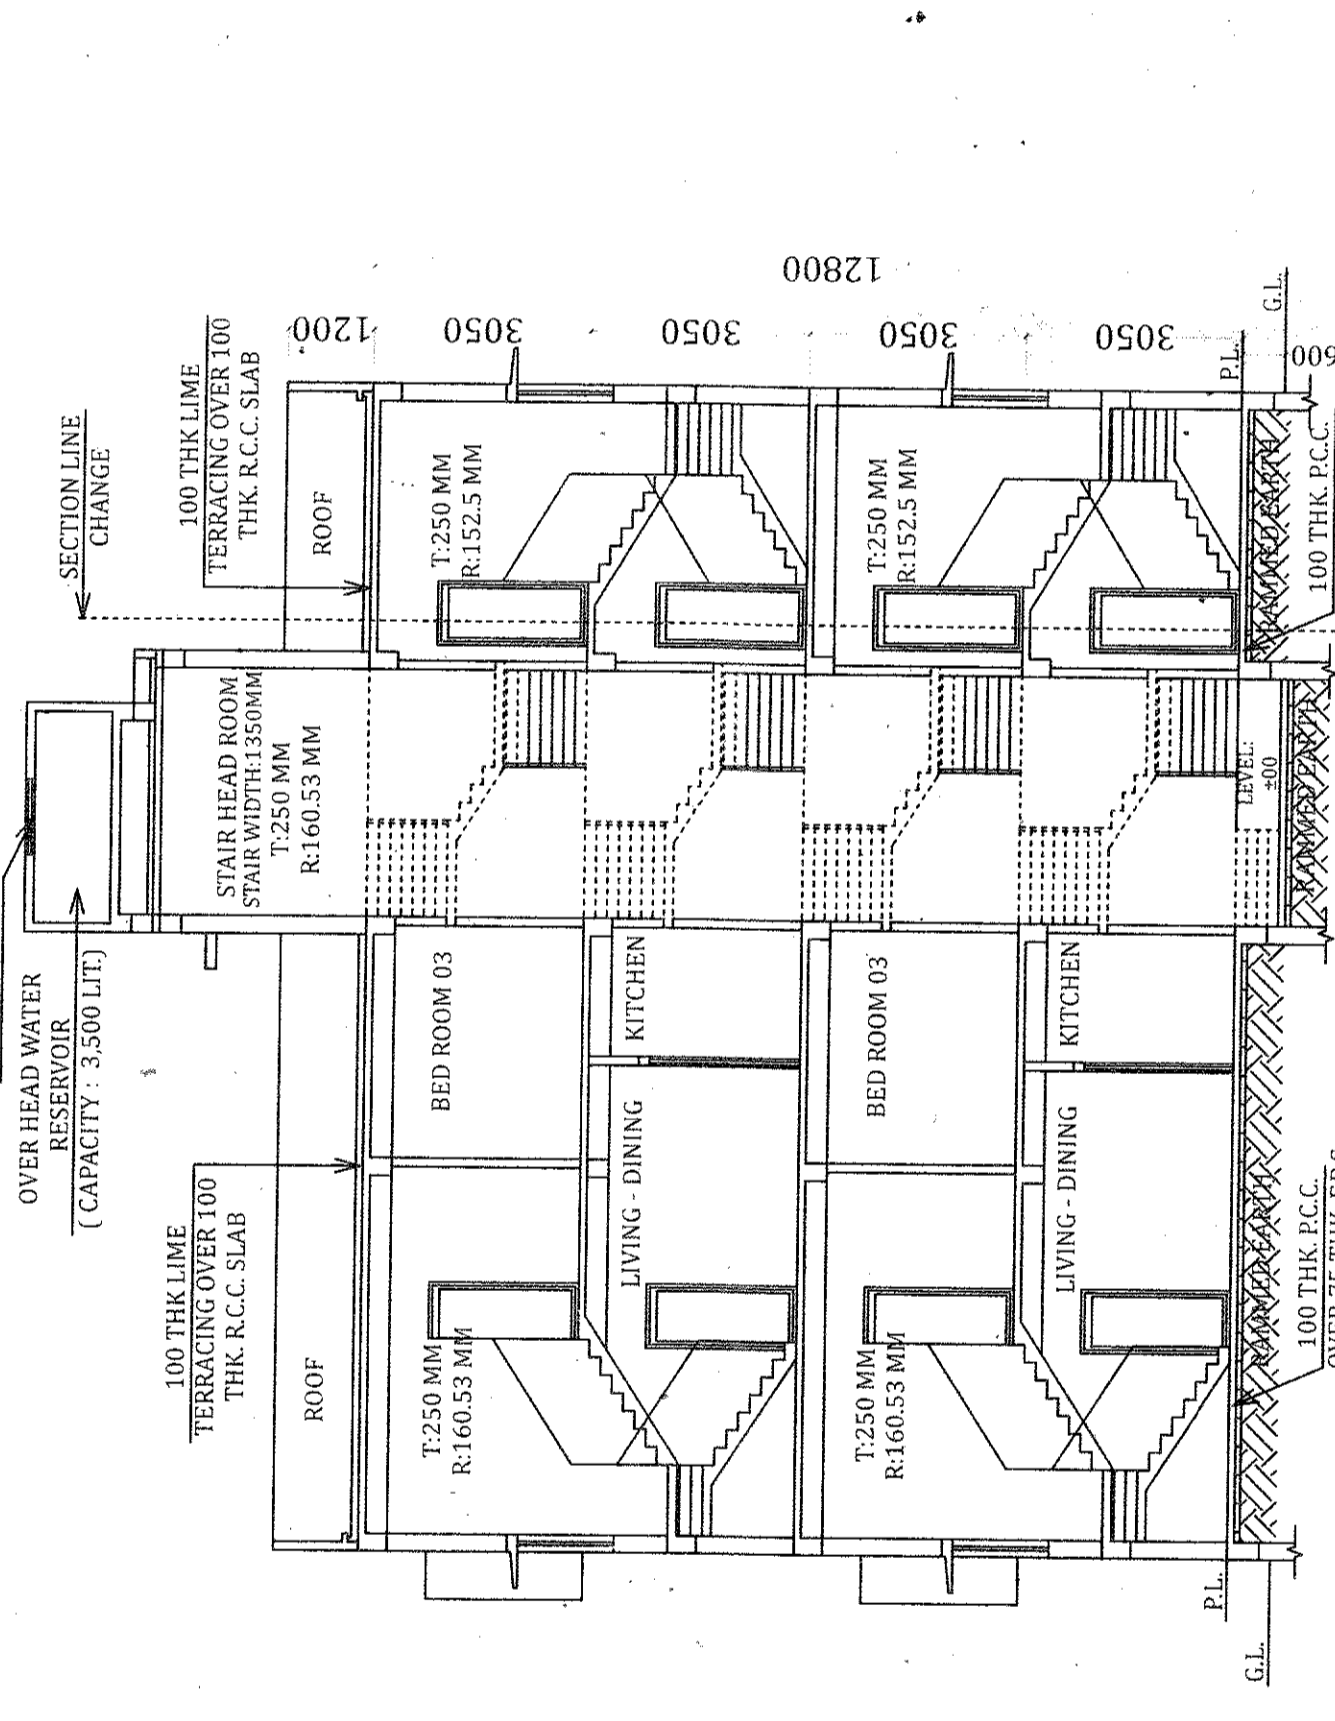 OVER HEAD WATER
RESERVOIR
( CAPACITY : 3,500 LIT.)
SECTION LINE
CHANGE
100 THK LIME
TERRACING OVER 100
THK. R.C.C. SLAB
100 THK LIME
TERRACING OVER 100
THK. R.C.C. SLAB
ROOF
STAIR HEAD ROOM
STAIR WIDTH:1350MM
T:250 MM
R:160.53 MM
ROOF
1200
T:250 MM
R:160.53 MM
BED ROOM 03
T:250 MM
R:152.5 MM
3050
LIVING - DINING
KITCHEN
3050
12800
T:250 MM
R:160.53 MM
BED ROOM 03
T:250 MM
R:152.5 MM
3050
LIVING - DINING
KITCHEN
3050
P.L.
LEVEL:
±00
P.L.
G.L.
RAMMED EARTH
RAMMED EARTH
RAMMED EARTH
G.L.
600
100 THK. P.C.C.
100 THK. P.C.C.